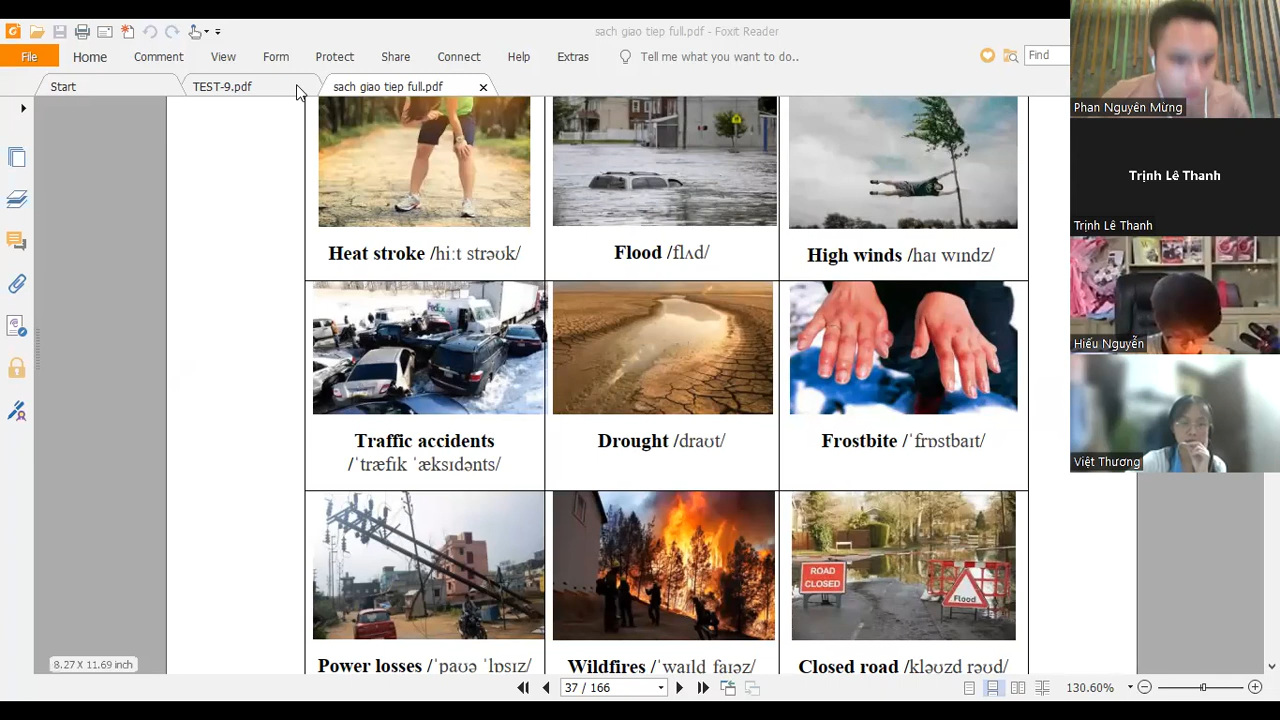 sach giao tiep full.pdf - Foxit Reader
File Home Comment View Form Protect Share Connect Help Extras Tell me what you want to do.. Find
Start TEST-9.pdf sach giao tiep full.pdf
Heat stroke /hiːt strəʊk/
Flood /flʌd/
High winds /haɪ wɪndz/
Traffic accidents
/ˈtræfɪk ˈæksɪdənts/
Drought /draʊt/
Frostbite /ˈfrɒstbaɪt/
ROAD
CLOSED
Flood
Power losses /ˈpaʊə ˈlɒsɪz/
Wildfires /ˈwaɪld faɪəz/
Closed road /kləʊzd rəʊd/
8.27 X 11.69 inch
37 / 166
130.60%
Phan Nguyên Mừng
Trịnh Lê Thanh
Trịnh Lê Thanh
Hiếu Nguyễn
Việt Thương